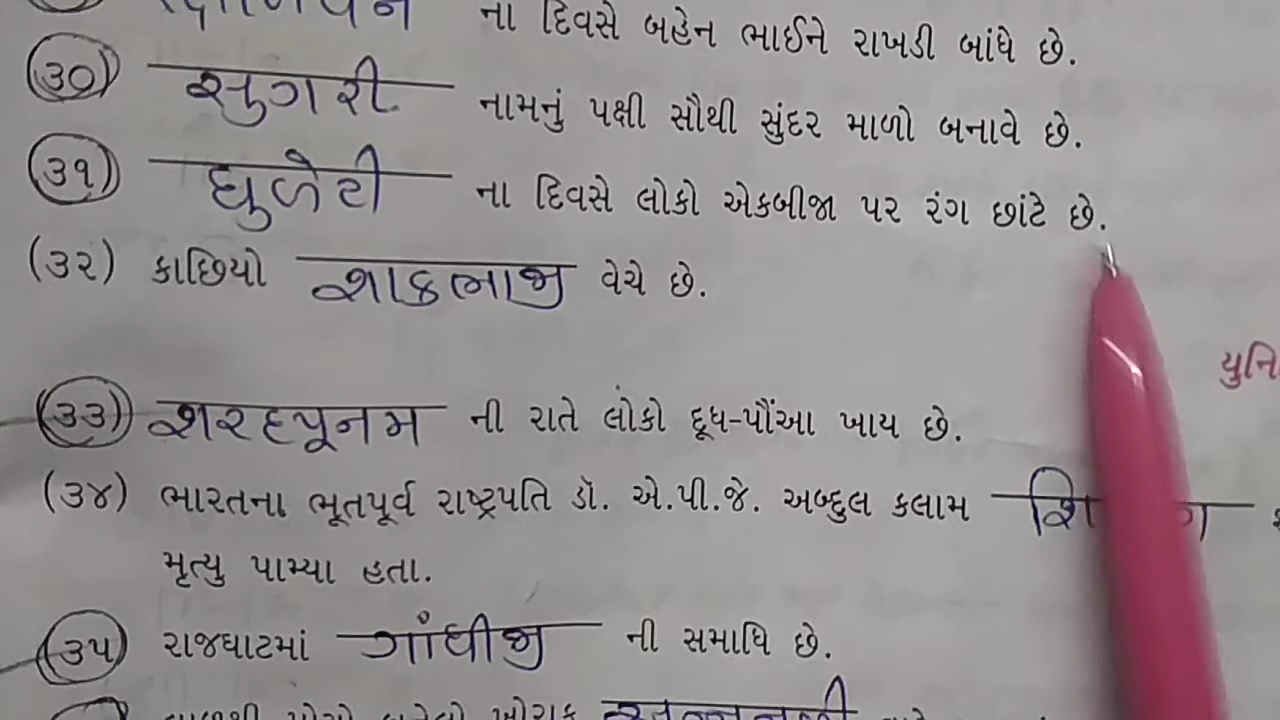 ના દિવસે બહેન ભાઈને રાખડી બાંધે છે.
(૩૦) સુગરી નામનું પક્ષી સૌથી સુંદર માળો બનાવે છે.
(૩૧) ધુળેટી ના દિવસે લોકો એકબીજા પર રંગ છાંટે છે.
(૩૨) કાછિયો શાકભાજી વેચે છે.
યુનિ
(૩૩) શરદપૂનમ ની રાતે લોકો દૂધ-પૌંઆ ખાય છે.
(૩૪) ભારતના ભૂતપૂર્વ રાષ્ટ્રપતિ ડૉ. એ.પી.જે. અબ્દુલ કલામ
મૃત્યુ પામ્યા હતા.
(૩૫) રાજઘાટમાં ગાંધીજી ની સમાધિ છે.